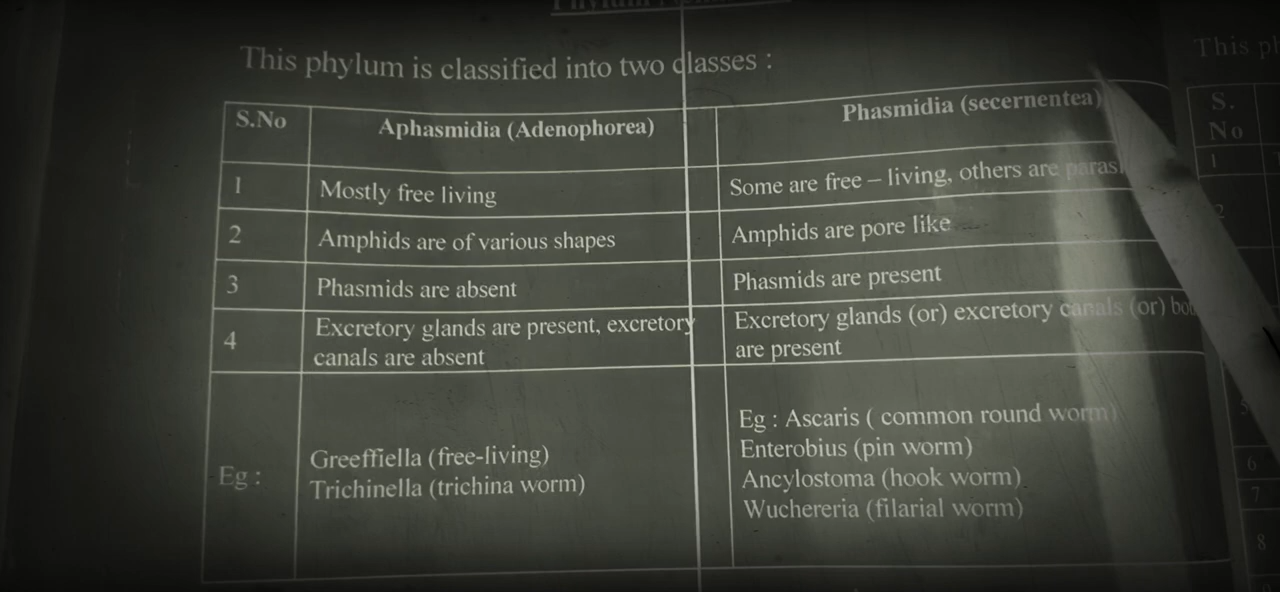 This phylum is classified into two classes :
S.No Aphasmidia (Adenophorea) Phasmidia (secernentea)
1 Mostly free living Some are free – living, others are
2 Amphids are of various shapes Amphids are pore like
3 Phasmids are absent Phasmids are present
4 Excretory glands are present, excretory canals are absent Excretory glands (or) excretory canals (or) are present
Eg : Greeffiella (free-living)
Trichinella (trichina worm)
Eg : Ascaris ( common round worm)
Enterobius (pin worm)
Ancylostoma (hook worm)
Wuchereria (filarial worm)
This
S.
No
1
2
5
6
7
8